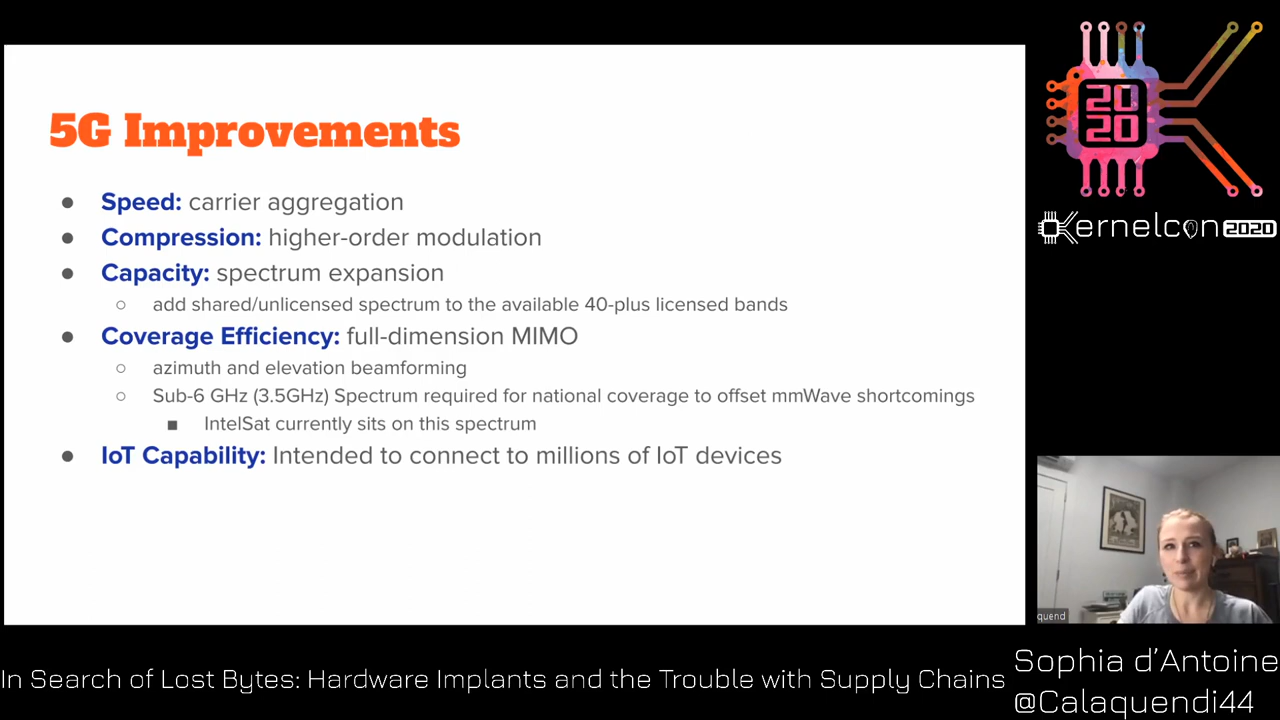 5G Improvements
● Speed: carrier aggregation
● Compression: higher-order modulation
● Capacity: spectrum expansion
○ add shared/unlicensed spectrum to the available 40-plus licensed bands
● Coverage Efficiency: full-dimension MIMO
○ azimuth and elevation beamforming
○ Sub-6 GHz (3.5GHz) Spectrum required for national coverage to offset mmWave shortcomings
■ IntelSat currently sits on this spectrum
● IoT Capability: Intended to connect to millions of IoT devices
20
20
Kernelcon 2020
quend
In Search of Lost Bytes: Hardware Implants and the Trouble with Supply Chains
Sophia d'Antoine
@Calaquendi44